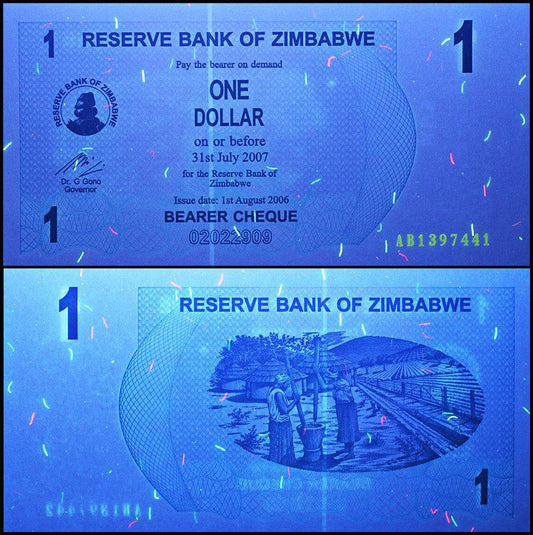 1
RESERVE BANK OF ZIMBABWE
1
Pay the bearer on demand
ONE
DOLLAR
on or before
31st July 2007
for the Reserve Bank of
Zimbabwe
Issue date: 1st August 2006
BEARER CHEQUE
02022909
RESERVE BANK OF ZIMBABWE
Dr. G Gono
Governor
1
AB1397441
1
RESERVE BANK OF ZIMBABWE
BEARER CHEQUE
1